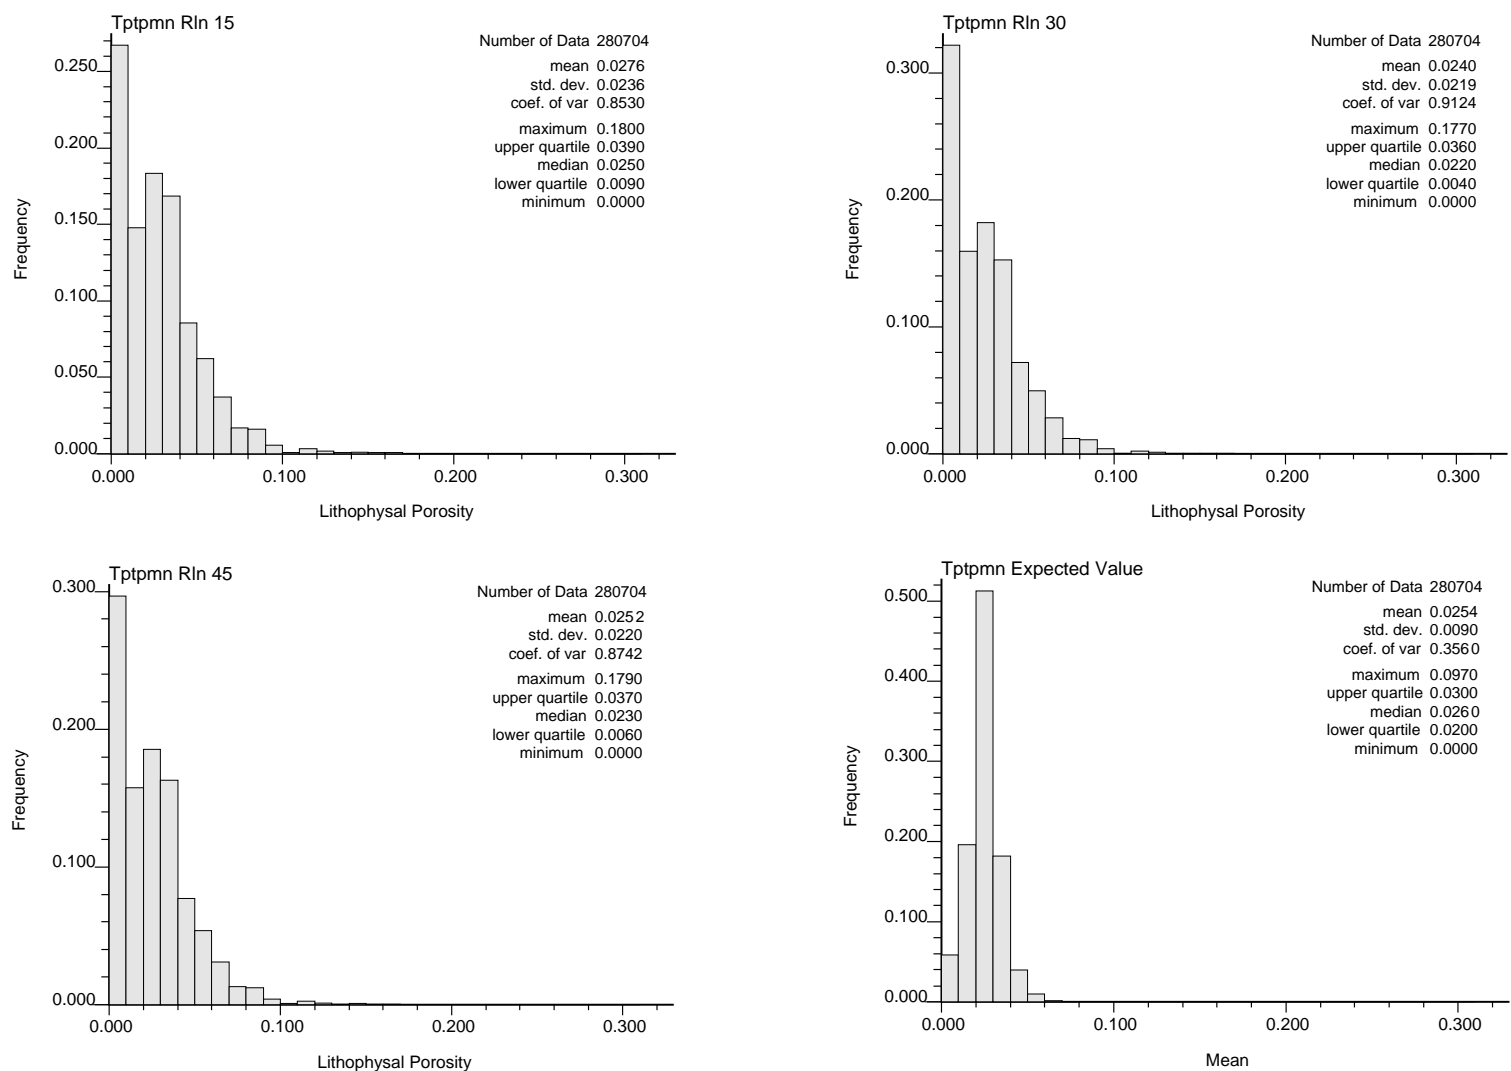 Tptpmn Rln 15
Number of Data 280704
mean 0.0276
std. dev. 0.0236
coef. of var 0.8530
maximum 0.1800
upper quartile 0.0390
median 0.0250
lower quartile 0.0090
minimum 0.0000
Frequency
0.250
0.200
0.150
0.100
0.050
0.000
0.000 0.100 0.200 0.300
Lithophysal Porosity
Tptpmn Rln 30
Number of Data 280704
mean 0.0240
std. dev. 0.0219
coef. of var 0.9124
maximum 0.1770
upper quartile 0.0360
median 0.0220
lower quartile 0.0040
minimum 0.0000
Frequency
0.300
0.200
0.100
0.000
0.000 0.100 0.200 0.300
Lithophysal Porosity
Tptpmn Rln 45
Number of Data 280704
mean 0.0252
std. dev. 0.0220
coef. of var 0.8742
maximum 0.1790
upper quartile 0.0370
median 0.0230
lower quartile 0.0060
minimum 0.0000
Frequency
0.300
0.200
0.100
0.000
0.000 0.100 0.200 0.300
Lithophysal Porosity
Tptpmn Expected Value
Number of Data 280704
mean 0.0254
std. dev. 0.0090
coef. of var 0.3560
maximum 0.0970
upper quartile 0.0300
median 0.0260
lower quartile 0.0200
minimum 0.0000
Frequency
0.500
0.400
0.300
0.200
0.100
0.000
0.000 0.100 0.200 0.300
Mean